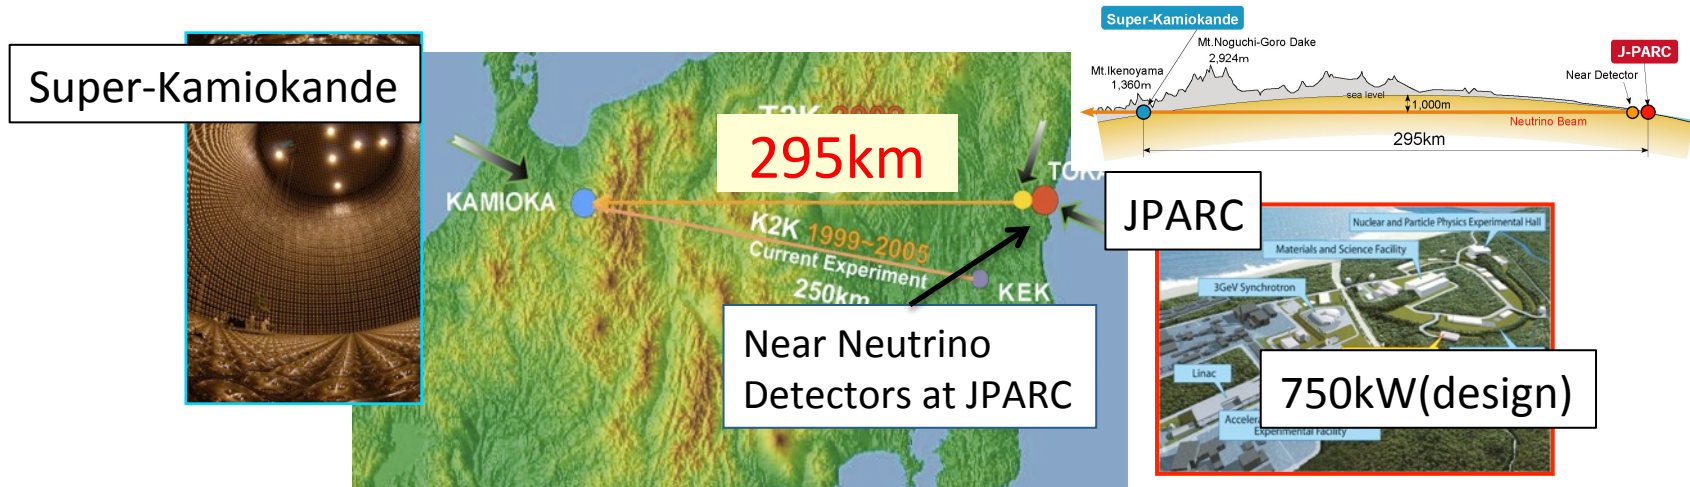 Super-Kamiokande
295km
KAMIOKA
K2K 1999~2005
Current Experiment
250km
KEK
Near Neutrino
Detectors at JPARC
Super-Kamiokande
Mt.Noguchi-Goro Dake
2,924m
Mt.Ikenoyama
1,360m
J-PARC
Near Detector
sea level
1,000m
Neutrino Beam
295km
JPARC
Nuclear and Particle Physics Experimental Hall
Materials and Science Facility
3GeV Synchrotron
Linac
750kW(design)
Experimental Facility